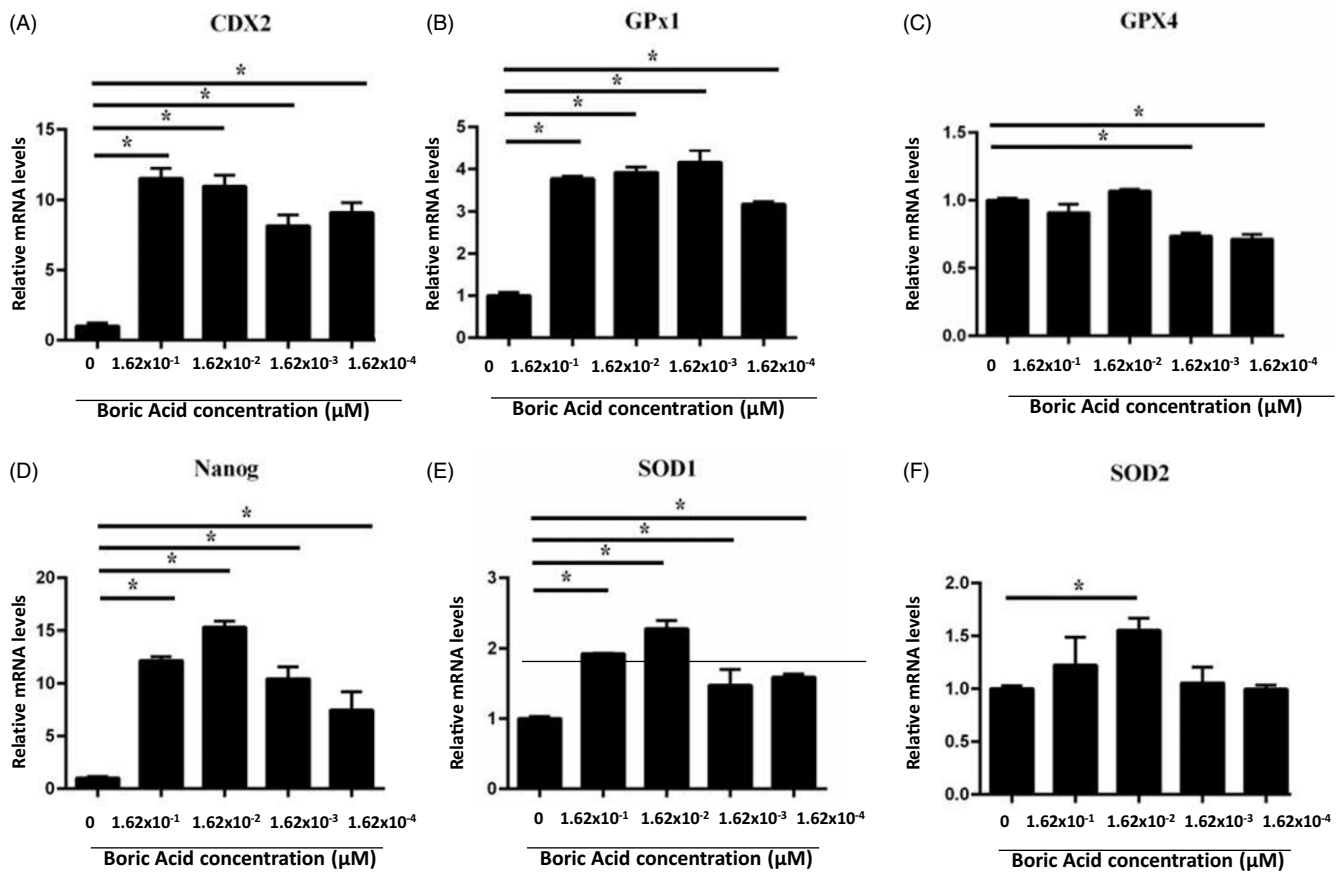 (A)
CDX2
*
*
*
*
Relative mRNA levels
15
10
5
0
0 1.62x10⁻¹ 1.62x10⁻² 1.62x10⁻³ 1.62x10⁻⁴
Boric Acid concentration (µM)
(B)
GPx1
*
*
*
*
Relative mRNA levels
5
4
3
2
1
0
0 1.62x10⁻¹ 1.62x10⁻² 1.62x10⁻³ 1.62x10⁻⁴
Boric Acid concentration (µM)
(C)
GPX4
*
*
Relative mRNA levels
1.5
1.0
0.5
0.0
0 1.62x10⁻¹ 1.62x10⁻² 1.62x10⁻³ 1.62x10⁻⁴
Boric Acid concentration (µM)
(D)
Nanog
*
*
*
*
Relative mRNA levels
20
15
10
5
0
0 1.62x10⁻¹ 1.62x10⁻² 1.62x10⁻³ 1.62x10⁻⁴
Boric Acid concentration (µM)
(E)
SOD1
*
*
*
*
Relative mRNA levels
3
2
1
0
0 1.62x10⁻¹ 1.62x10⁻² 1.62x10⁻³ 1.62x10⁻⁴
Boric Acid concentration (µM)
(F)
SOD2
*
Relative mRNA levels
2.0
1.5
1.0
0.5
0.0
0 1.62x10⁻¹ 1.62x10⁻² 1.62x10⁻³ 1.62x10⁻⁴
Boric Acid concentration (µM)